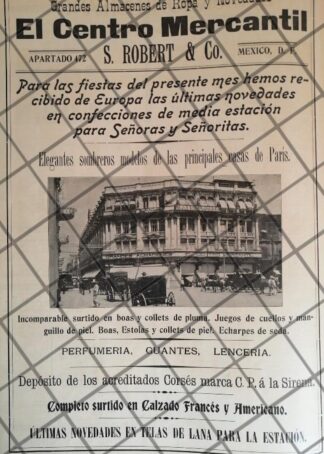 Grandes Almacenes de Ropa y Novedades
El Centro Mercantil
APARTADO 472
S. ROBERT & Co.
MEXICO, D. F.
Para las fiestas del presente mes hemos re-
cibido de Europa las últimas novedades
en confecciones de media estación
para Señoras y Señoritas.
Elegantes sombreros modelos de las principales casas de Paris.
Incomparable surtido en boas y collets de pluma. Juegos de cuellos y man-
guillo de piel. Boas, Estolas y collets de piel. Echarpes de seda.
PERFUMERIA, GUANTES, LENCERIA.
Depósito de los acreditados Corsés marca C. P. á la Sirena.
Completo surtido en Calzado Francés y Americano.
ULTIMAS NOVEDADES EN TELAS DE LANA PARA LA ESTACIÓN.